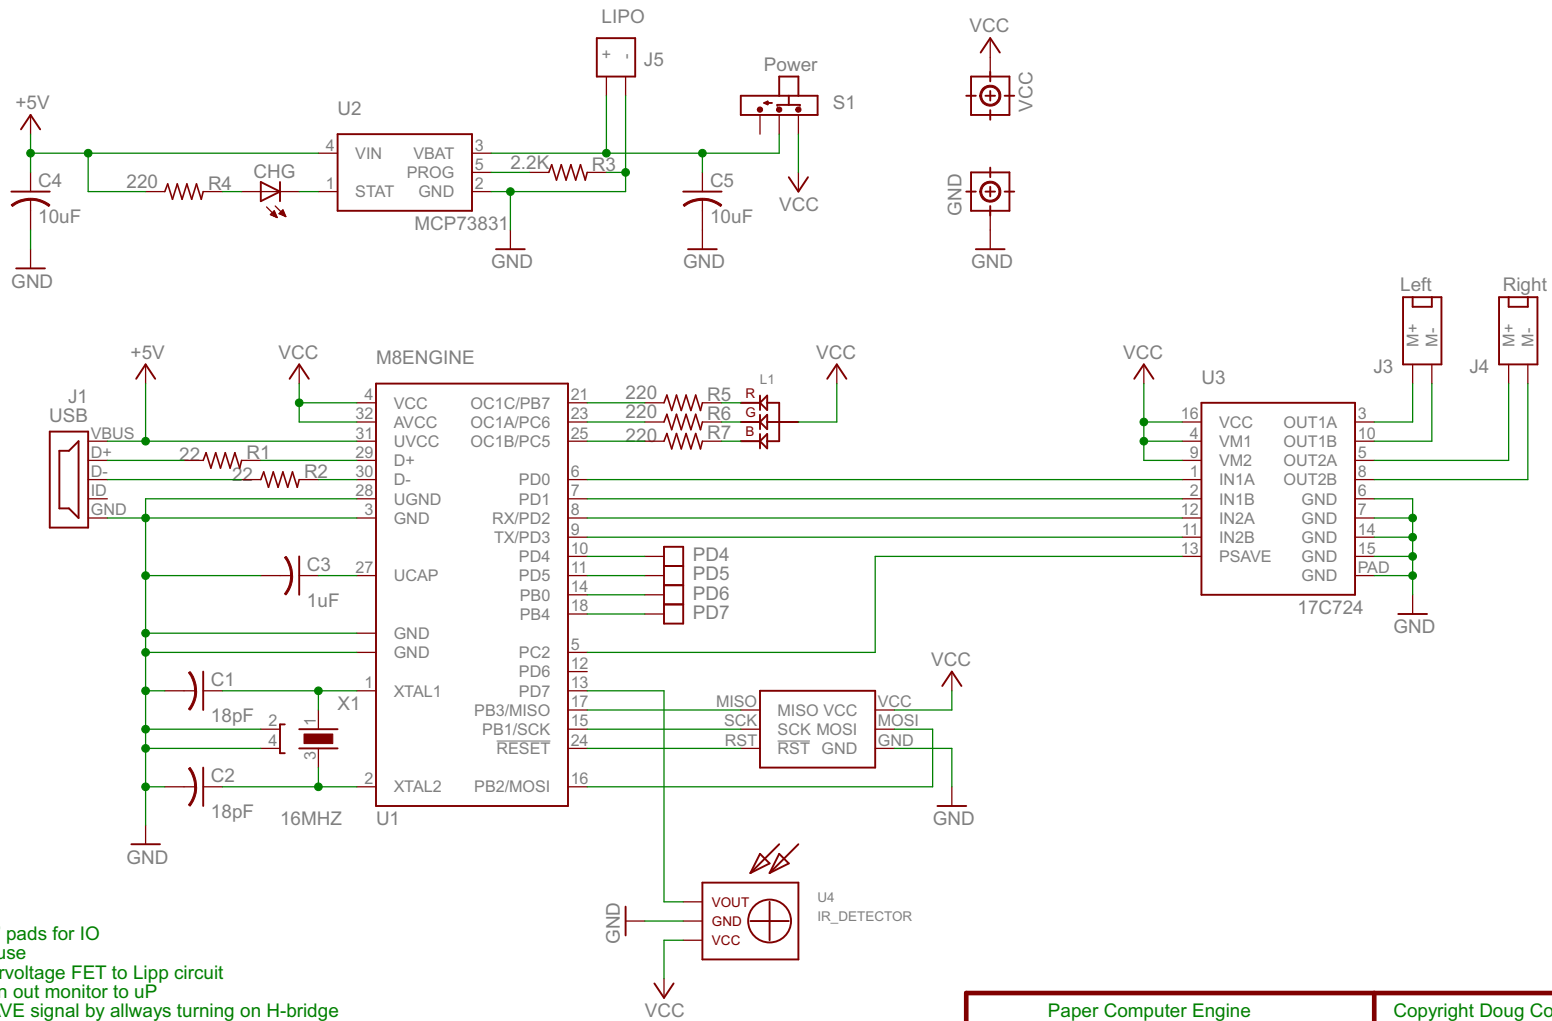 LIPO
+ -
J5
VCC
VCC
Power
S1
+5V
U2
4 VIN VBAT 3
PROG 5
1 STAT GND 2
MCP73831
C4
10uF
GND
220 R4
CHG
2.2K R3
GND
C5
10uF
GND
VCC
GND
GND
Left
Right
M+ M-
M+ M-
J3
J4
+5V
VCC
M8ENGINE
VCC
VCC
U3
J1
USB
VBUS
D+
D-
ID
GND
22 R1
22 R2
4 VCC OC1C/PB7 21
32 AVCC OC1A/PC6 23
31 UVCC OC1B/PC5 25
29 D+
30 D- PD0 6
28 UGND PD1 7
3 GND RX/PD2 8
TX/PD3 9
PD4 10
27 UCAP PD5 11
PB0 14
PB4 18
GND
GND PC2 5
PD6 12
1 XTAL1 PD7 13
PB3/MISO 17
PB1/SCK 15
RESET 24
2 XTAL2 PB2/MOSI 16
U1
220 R5
220 R6
220 R7
L1
R
G
B
PD4
PD5
PD6
PD7
16 VCC OUT1A 3
4 VM1 OUT1B 10
9 VM2 OUT2A 5
1 IN1A OUT2B 8
2 IN1B GND 6
12 IN2A GND 7
11 IN2B GND 14
13 PSAVE GND 15
GND PAD
17C724
GND
C3
1uF
C1
18pF
X1
2
4
1
3
C2
18pF
16MHZ
GND
VCC
MISO MISO VCC VCC
SCK SCK MOSI MOSI
RST RST GND GND
GND
VOUT
GND
VCC
GND
VCC
U4
IR_DETECTOR
pads for IO
use
rvoltage FET to Lipp circuit
n out monitor to uP
AVE signal by allways turning on H-bridge
Paper Computer Engine
Copyright Doug Co